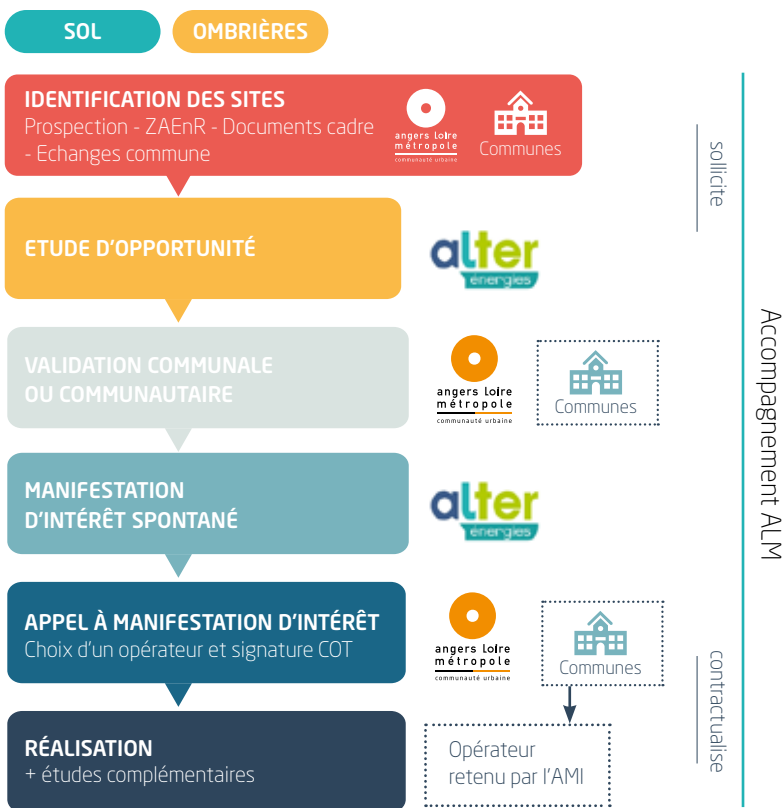 SOL
OMBRIÈRES
IDENTIFICATION DES SITES
Prospection - ZAEnR - Documents cadre
- Echanges commune
angers Loire
métropole
communauté urbaine
Communes
sollicite
ETUDE D'OPPORTUNITÉ
alter
énergies
VALIDATION COMMUNALE
OU COMMUNAUTAIRE
angers Loire
métropole
communauté urbaine
Communes
Accompagnement ALM
MANIFESTATION
D'INTÉRÊT SPONTANÉ
alter
énergies
APPEL À MANIFESTATION D'INTÉRÊT
Choix d'un opérateur et signature COT
angers Loire
métropole
communauté urbaine
Communes
contractualise
RÉALISATION
+ études complémentaires
Opérateur
retenu par l'AMI